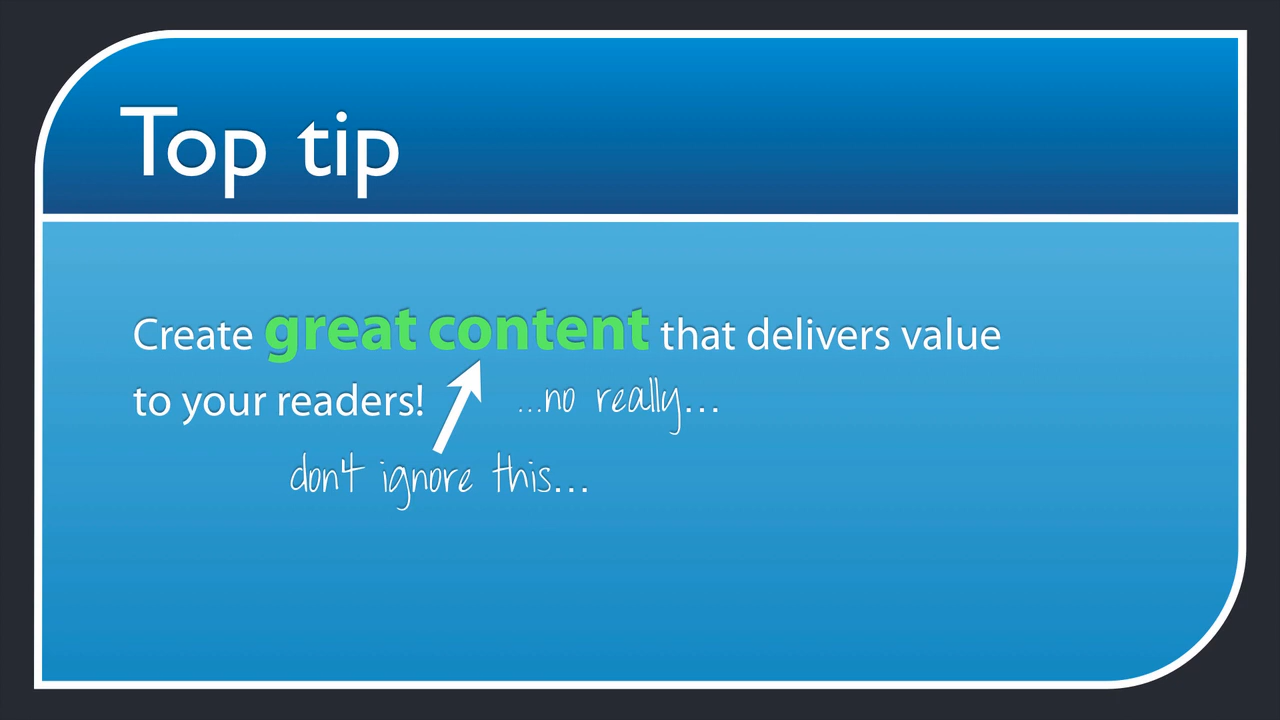 Top tip
Create great content that delivers value
to your readers!
...no really...
don't ignore this...